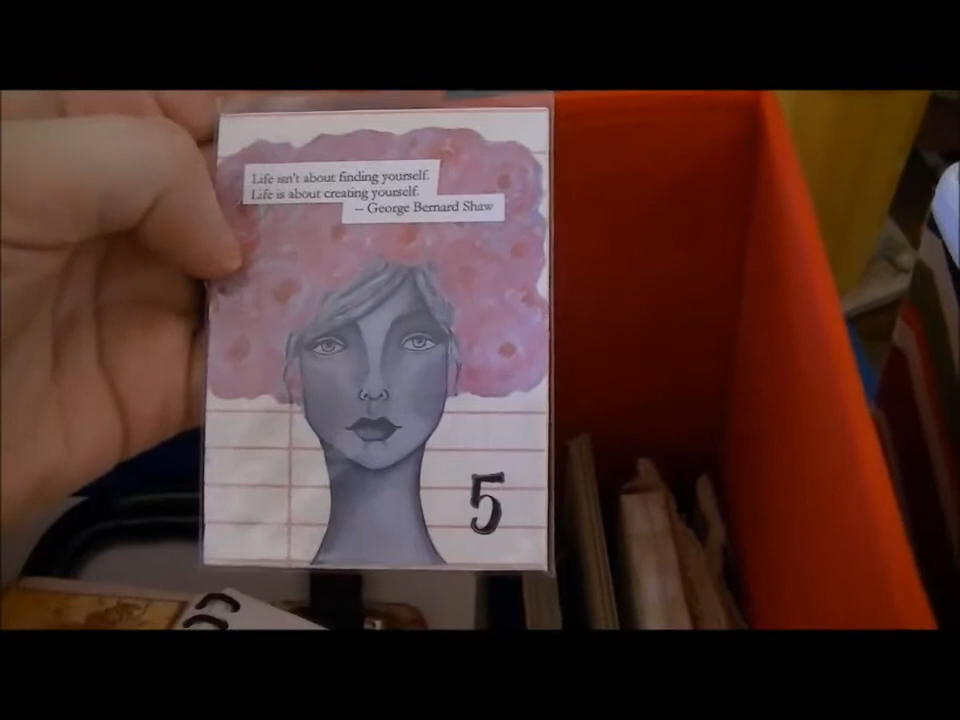 Life isn't about finding yourself.
Life is about creating yourself.
-- George Bernard Shaw
5